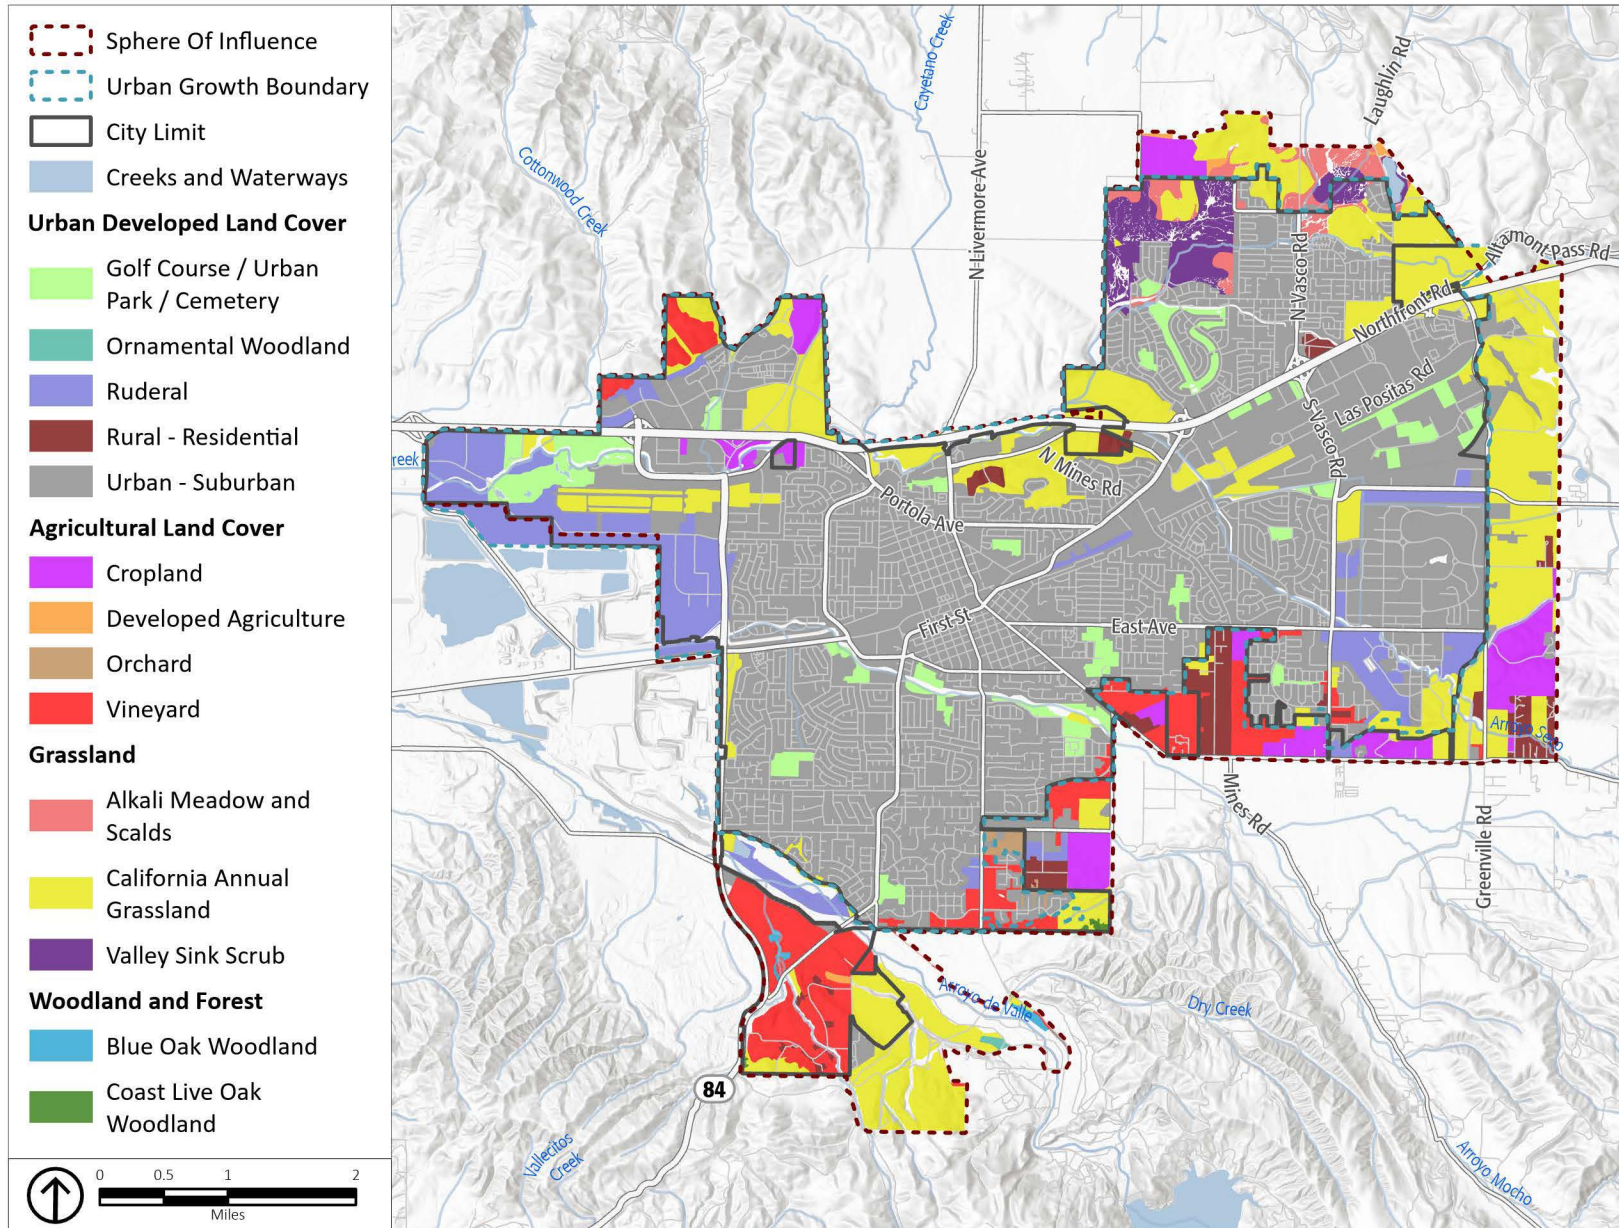 Sphere Of Influence
Urban Growth Boundary
City Limit
Creeks and Waterways
Urban Developed Land Cover
Golf Course / Urban
Park / Cemetery
Ornamental Woodland
Ruderal
Rural - Residential
Urban - Suburban
Agricultural Land Cover
Cropland
Developed Agriculture
Orchard
Vineyard
Grassland
Alkali Meadow and
Scalds
California Annual
Grassland
Valley Sink Scrub
Woodland and Forest
Blue Oak Woodland
Coast Live Oak
Woodland
0 0.5 1 2
Miles
Cayetano Creek
Laughlin Rd
Cottonwood Creek
N Livermore Ave
N Vasco Rd
Altamont Pass Rd
Northfront Rd
Las Positas Rd
S Vasco Rd
reek
N Mines Rd
Portola Ave
First St
East Ave
Arroyo Seco
Mines Rd
Greenville Rd
Arroyo de Valle
Dry Creek
84
Vallecitos
Creek
Arroyo Mocho